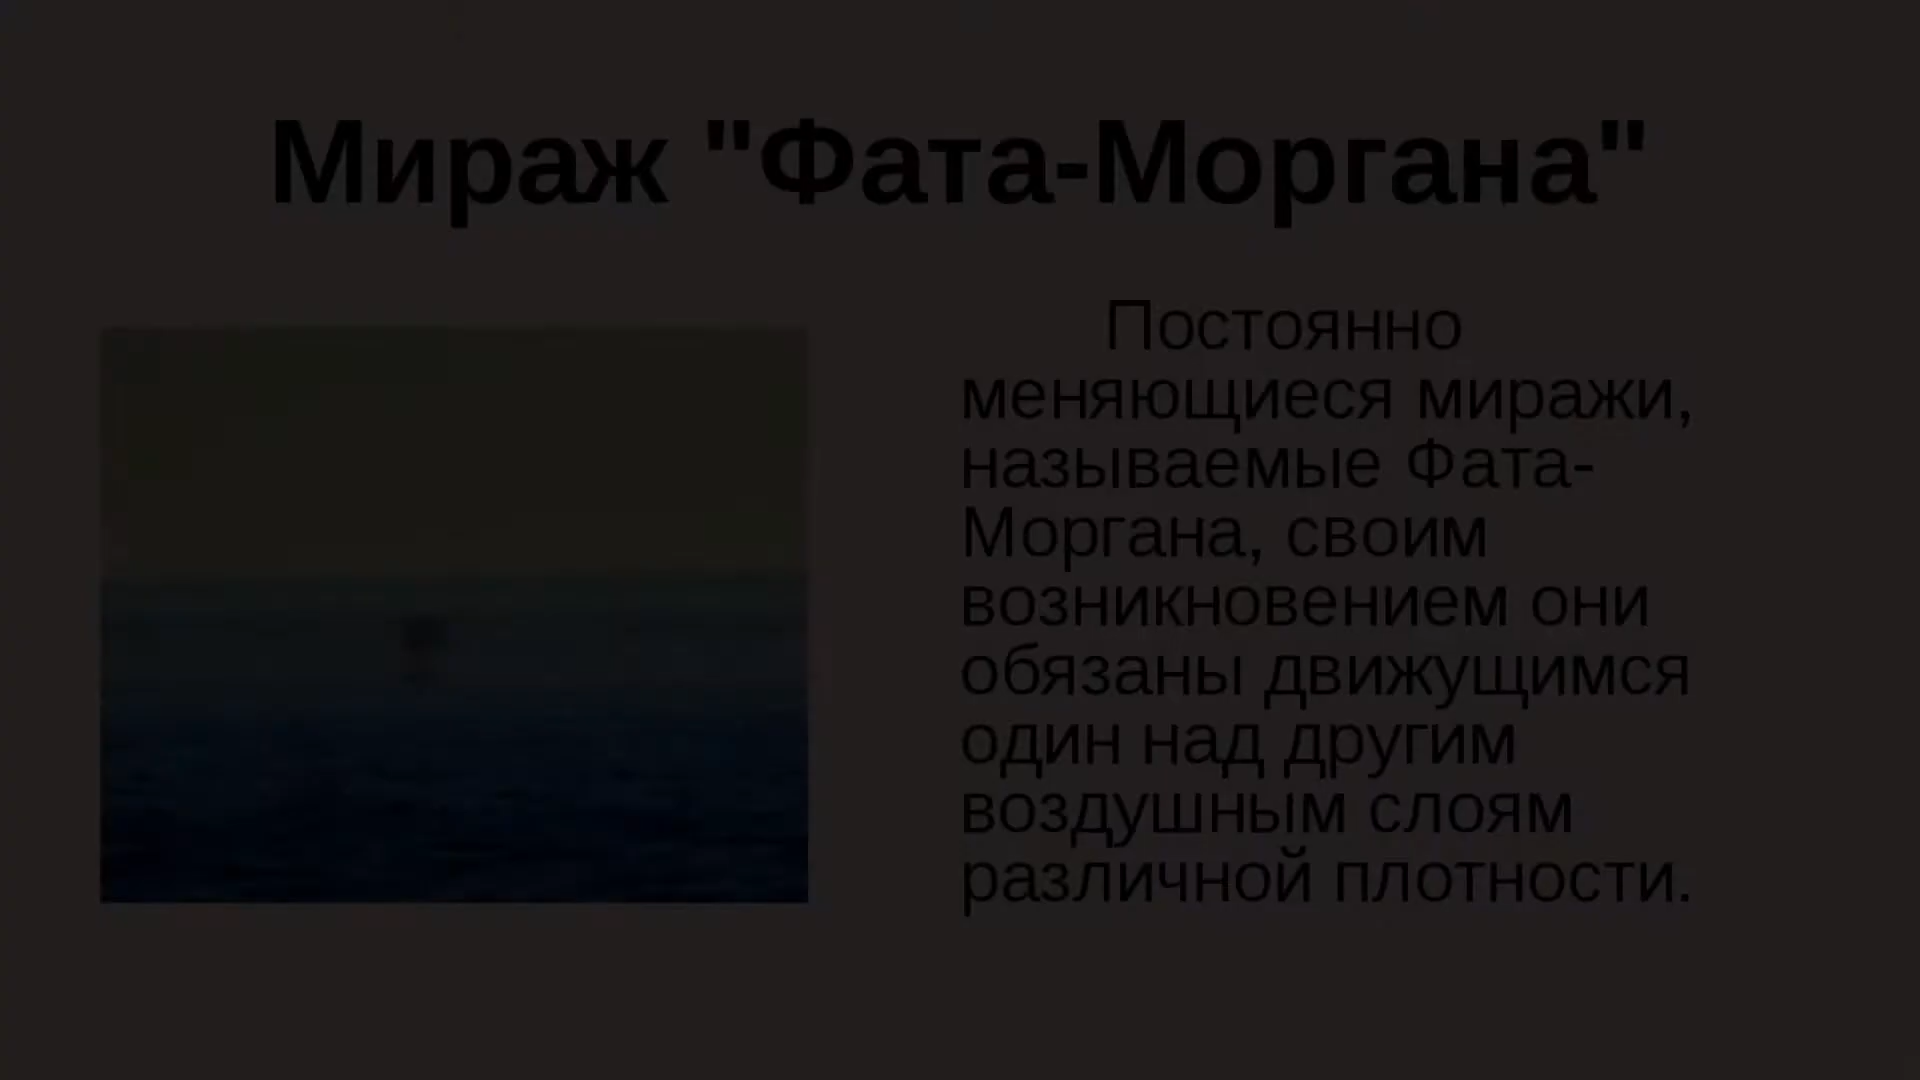 Мираж "Фата-Моргана"
Постоянно
меняющиеся миражи,
называемые Фата-
Моргана, своим
возникновением они
обязаны движущимся
один над другим
воздушным слоям
различной плотности.